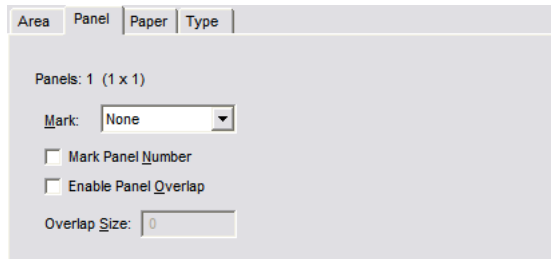 Area Panel Paper Type
Panels: 1 (1 x 1)
Mark: None
Mark Panel Number
Enable Panel Overlap
Overlap Size: 0